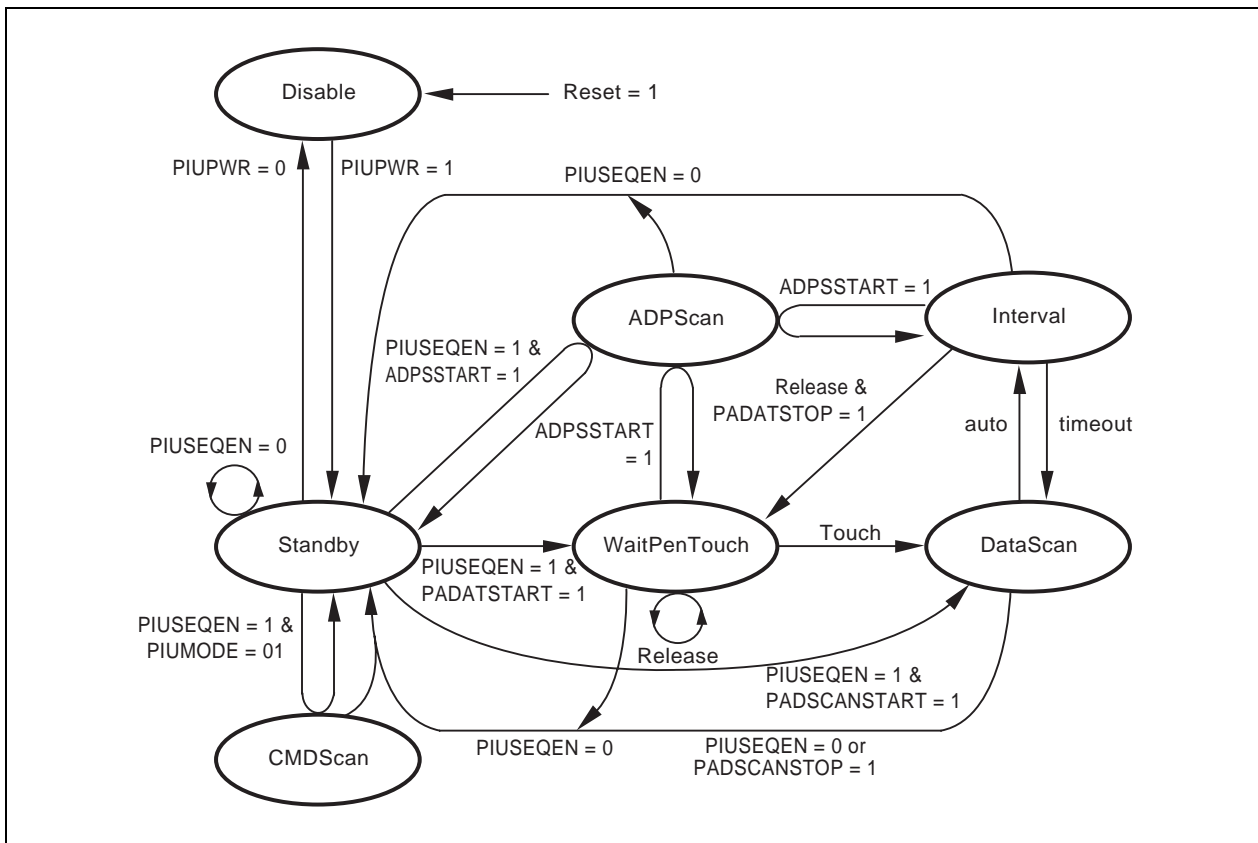 Disable
Reset = 1
PIUPWR = 0
PIUPWR = 1
PIUSEQEN = 0
ADPScan
ADPSSTART = 1
Interval
PIUSEQEN = 1 &
ADPSSTART = 1
Release &
PADATSTOP = 1
ADPSSTART
= 1
auto
timeout
PIUSEQEN = 0
Standby
WaitPenTouch
Touch
DataScan
PIUSEQEN = 1 &
PADATSTART = 1
PIUSEQEN = 1 &
PIUMODE = 01
Release
PIUSEQEN = 1 &
PADSCANSTART = 1
CMDScan
PIUSEQEN = 0
PIUSEQEN = 0 or
PADSCANSTOP = 1